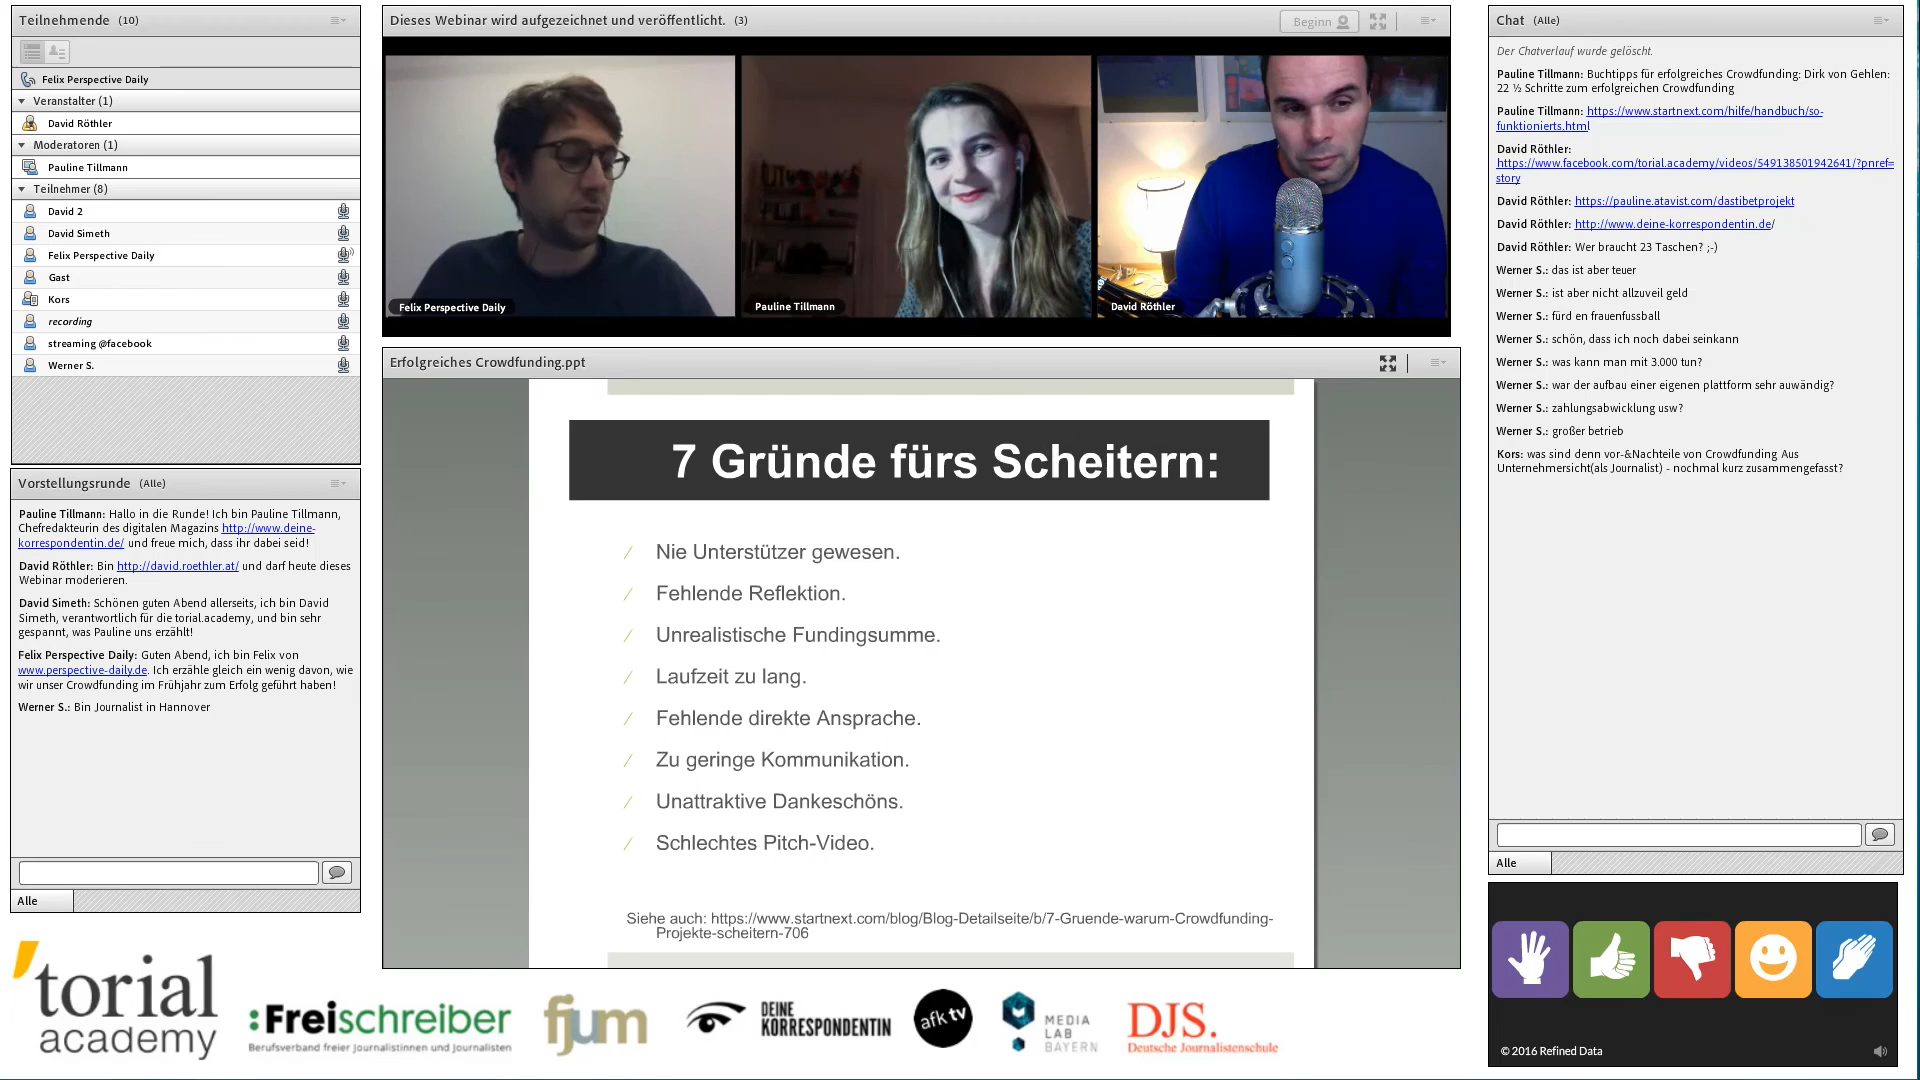 Teilnehmende (10)
Felix Perspective Daily
Veranstalter (1)
David Röthler
Moderatoren (1)
Pauline Tillmann
Teilnehmer (8)
David 2
David Simeth
Felix Perspective Daily
Gast
Kors
recording
streaming @facebook
Werner S.
Vorstellungsrunde (Alle)
Pauline Tillmann: Hallo in die Runde! Ich bin Pauline Tillmann,
Chefredakteurin des digitalen Magazins http://www.deine-
korrespondentin.de/ und freue mich, dass ihr dabei seid!
David Röthler: Bin http://david.roethler.at/ und darf heute dieses
Webinar moderieren.
David Simeth: Schönen guten Abend allerseits, ich bin David
Simeth, verantwortlich für die torial.academy, und bin sehr
gespannt, was Pauline uns erzählt!
Felix Perspective Daily: Guten Abend, ich bin Felix von
www.perspective-daily.de. Ich erzähle gleich ein wenig davon, wie
wir unser Crowdfunding im Frühjahr zum Erfolg geführt haben!
Werner S.: Bin Journalist in Hannover
Alle
Dieses Webinar wird aufgezeichnet und veröffentlicht. (3)
Beginn
Felix Perspective Daily
Pauline Tillmann
David Röthler
Erfolgreiches Crowdfunding.ppt
7 Gründe fürs Scheitern:
Nie Unterstützer gewesen.
Fehlende Reflektion.
Unrealistische Fundingsumme.
Laufzeit zu lang.
Fehlende direkte Ansprache.
Zu geringe Kommunikation.
Unattraktive Dankeschöns.
Schlechtes Pitch-Video.
Siehe auch: https://www.startnext.com/blog/Blog-Detailseite/b/7-Gruende-warum-Crowdfunding-
Projekte-scheitern-706
Chat (Alle)
Der Chatverlauf wurde gelöscht.
Pauline Tillmann: Buchtipps für erfolgreiches Crowdfunding: Dirk von Gehlen:
22 ½ Schritte zum erfolgreichen Crowdfunding
Pauline Tillmann: https://www.startnext.com/hilfe/handbuch/so-
funktionierts.html
David Röthler:
https://www.facebook.com/torial.academy/videos/549138501942641/?pnref=
story
David Röthler: https://pauline.atavist.com/dastibetprojekt
David Röthler: http://www.deine-korrespondentin.de/
David Röthler: Wer braucht 23 Taschen? ;-)
Werner S.: das ist aber teuer
Werner S.: ist aber nicht allzuveil geld
Werner S.: fürd en frauenfussball
Werner S.: schön, dass ich noch dabei seinkann
Werner S.: was kann man mit 3.000 tun?
Werner S.: war der aufbau einer eigenen plattform sehr auwändig?
Werner S.: zahlungsabwicklung usw?
Werner S.: großer betrieb
Kors: was sind denn vor-&Nachteile von Crowdfunding Aus
Unternehmersicht(als Journalist) - nochmal kurz zusammengefasst?
Alle
© 2016 Refined Data
'torial
academy
:Freischreiber
Berufsverband freier Journalistinnen und Journalisten
fjum
DEINE
KORRESPONDENTIN
afk tv
MEDIA
LAB
BAYERN
DJS.
Deutsche Journalistenschule